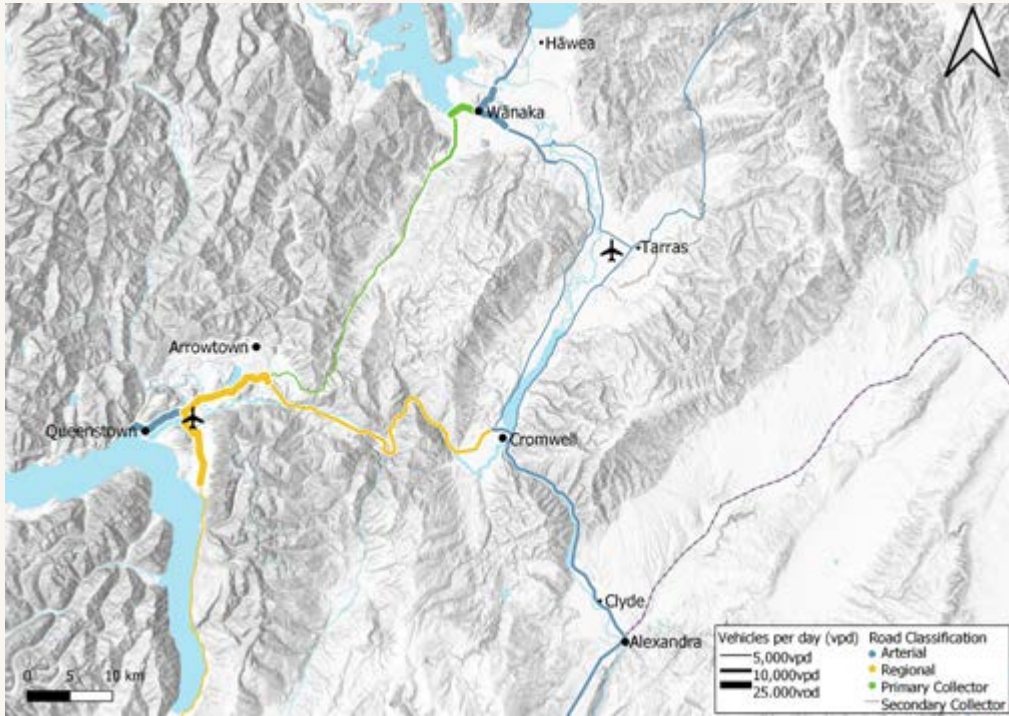 Hāwea
Wānaka
Tarras
Arrowtown
Queenstown
Cromwell
Clyde
Alexandra
0 5 10 km
Vehicles per day (vpd)
5,000vpd
10,000vpd
25,000vpd
Road Classification
Arterial
Regional
Primary Collector
Secondary Collector